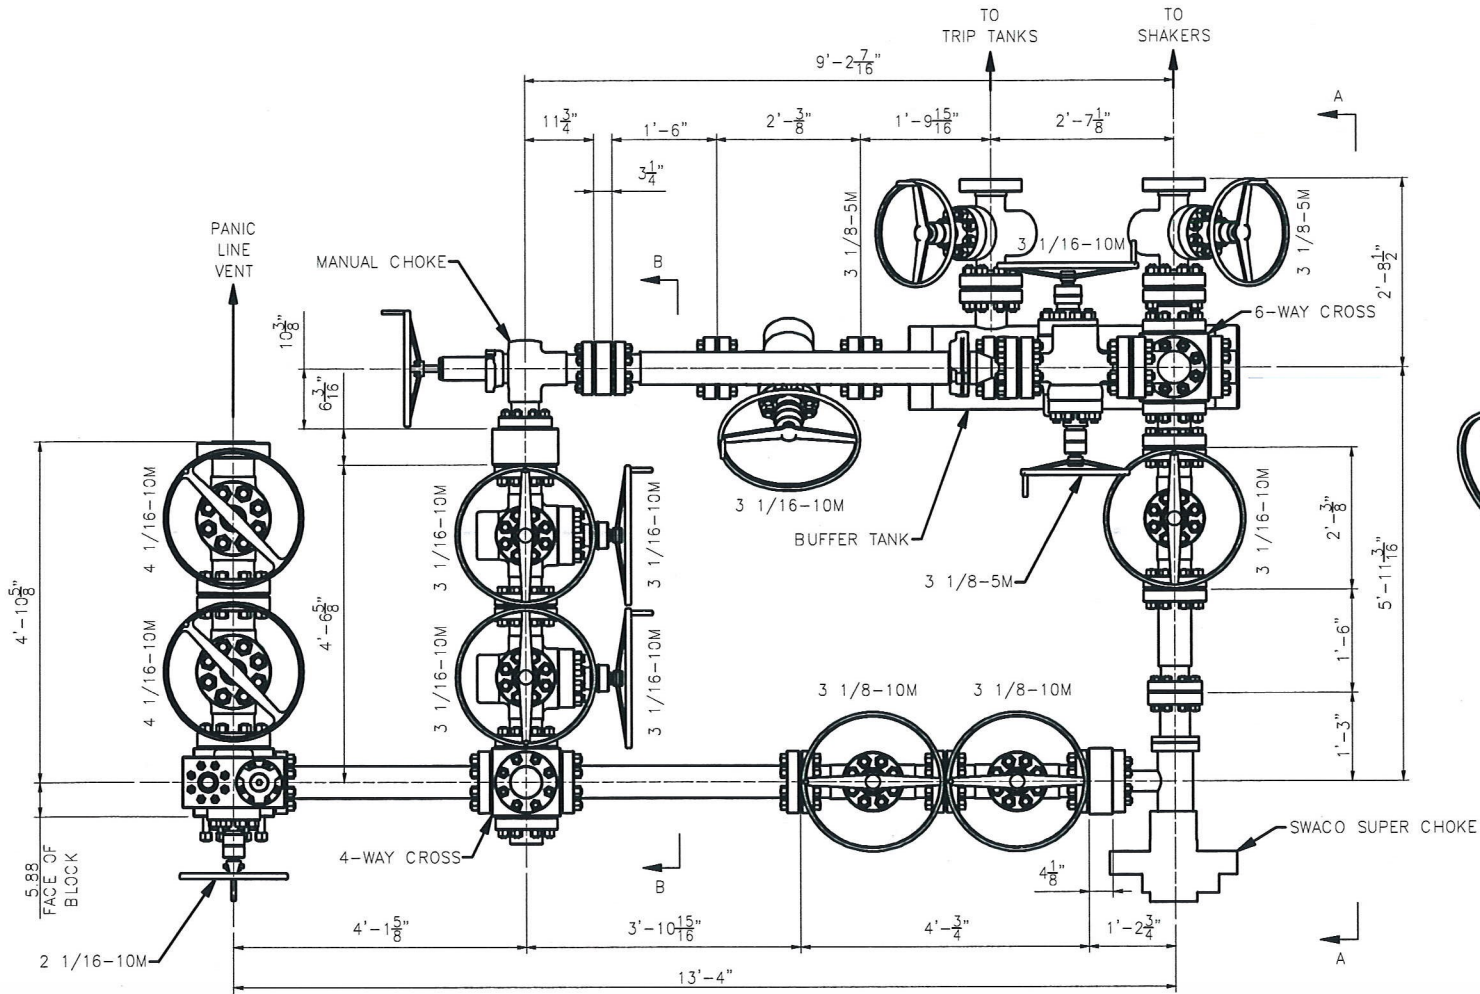 TO
TRIP TANKS
TO
SHAKERS
9'-2 7/16"
A
11 3/4"
1'-6"
2'-3/8"
1'-9 15/16"
2'-7 1/8"
3 1/4"
PANIC
LINE
VENT
MANUAL CHOKE
B
3 1/8-5M
3 1/16-10M
3 1/8-5M
2'-8 1/2"
10 3/8"
6-WAY CROSS
6 3/16"
4 1/16-10M
3 1/16-10M
3 1/16-10M
3 1/16-10M
BUFFER TANK
3 1/8-5M
3 1/16-10M
2'-3/8"
5'-11 3/16"
4'-10 5/8"
4'-6 5/8"
4 1/16-10M
3 1/16-10M
3 1/16-10M
3 1/8-10M
3 1/8-10M
1'-6"
1'-3"
SWACO SUPER CHOKE
4-WAY CROSS
5.88
FACE OF
BLOCK
B
4 1/8"
2 1/16-10M
4'-1 5/8"
3'-10 15/16"
4'-3/4"
1'-2 3/4"
A
13'-4"